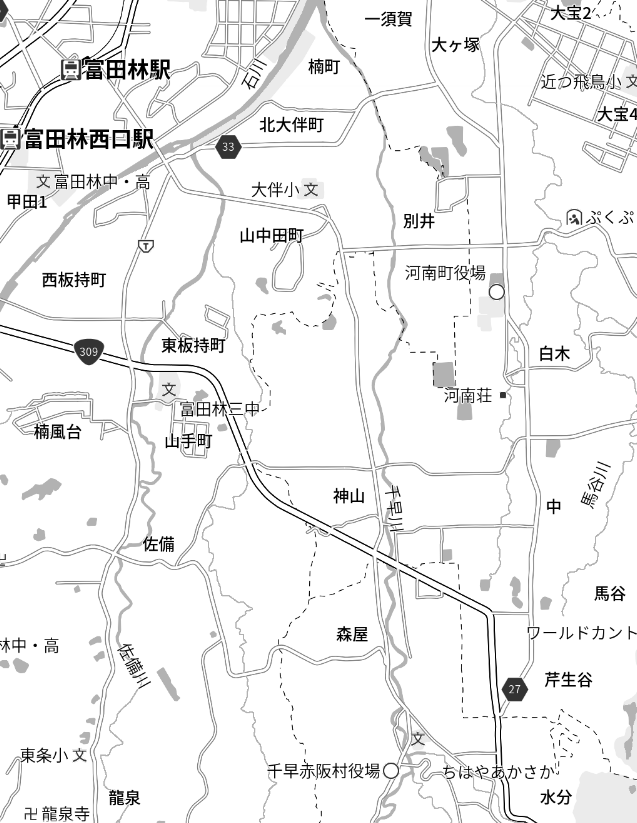 大宝2
一須賀
大ヶ塚
楠町
富田林駅
石川
近つ飛鳥小 文
大宝4
北大伴町
富田林西口駅
33
文 富田林中・高
大伴小 文
甲田1
ぷくぷ
別井
山中田町
T
河南町役場
西板持町
東板持町
309
白木
文
河南荘
富田林三中
楠風台
山手町
馬谷川
神山
千早川
中
佐備
馬谷
ワールドカント
森屋
林中・高
佐備川
芹生谷
27
文
東条小 文
千早赤阪村役場
ちはやあかさか
龍泉
水分
卍 龍泉寺